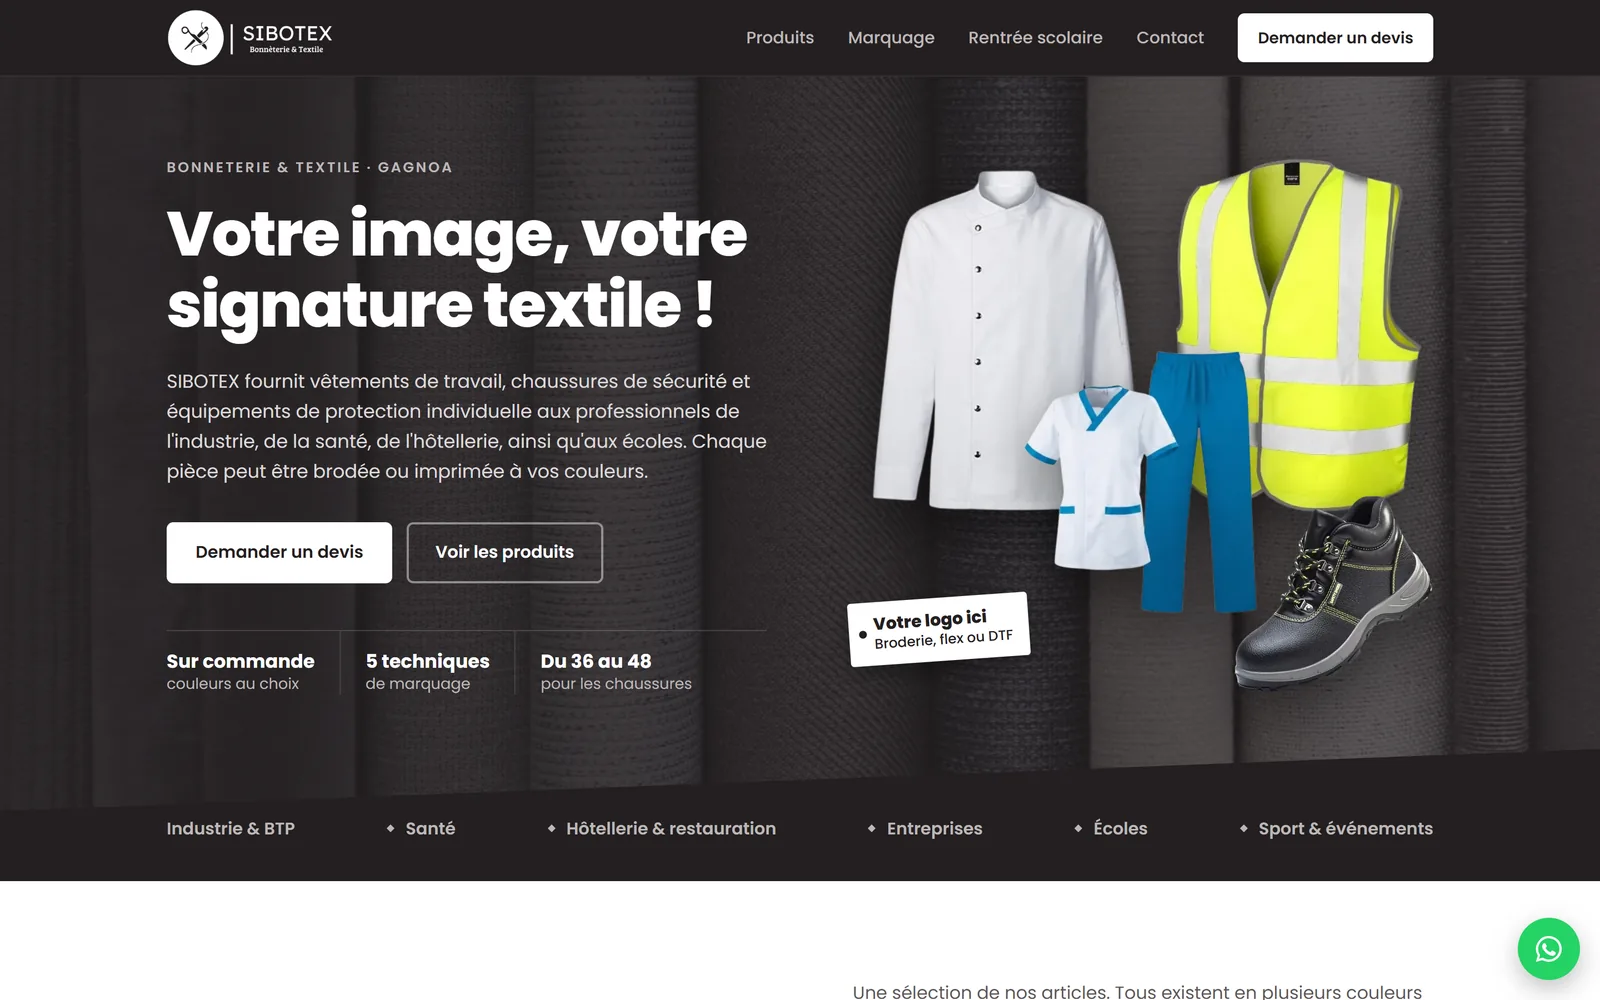 SIBOTEX
Bonnèterie & Textile
Produits
Marquage
Rentrée scolaire
Contact
Demander un devis
BONNETERIE & TEXTILE · GAGNOA
Votre image, votre
signature textile !
SIBOTEX fournit vêtements de travail, chaussures de sécurité et
équipements de protection individuelle aux professionnels de
l'industrie, de la santé, de l'hôtellerie, ainsi qu'aux écoles. Chaque
pièce peut être brodée ou imprimée à vos couleurs.
Demander un devis
Voir les produits
Sur commande
couleurs au choix
5 techniques
de marquage
Du 36 au 48
pour les chaussures
Votre logo ici
Broderie, flex ou DTF
Industrie & BTP
Santé
Hôtellerie & restauration
Entreprises
Écoles
Sport & événements
Une sélection de nos articles. Tous existent en plusieurs couleurs